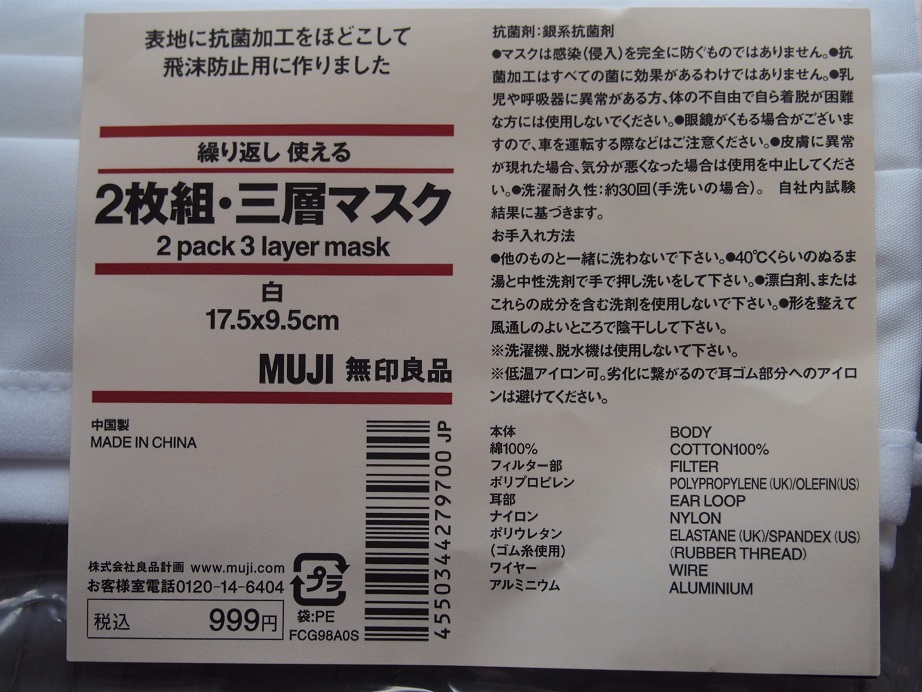 表地に抗菌加工をほどこして
飛沫防止用に作りました
繰り返し 使える
2枚組・三層マスク
2 pack 3 layer mask
白
17.5x9.5cm
MUJI 無印良品
中国製
MADE IN CHINA
株式会社良品計画 www.muji.com
お客様室電話0120-14-6404
税込 999円
プラ
袋:PE
FCG98A0S
4550344279700 JP
抗菌剤：銀系抗菌剤
●マスクは感染(侵入)を完全に防ぐものではありません。●抗
菌加工はすべての菌に効果があるわけではありません。●乳
児や呼吸器に異常がある方、体の不自由で自ら着脱が困難
な方には使用しないでください。●眼鏡がくもる場合がございま
すので、車を運転する際などはご注意ください。●皮膚に異常
が現れた場合、気分が悪くなった場合は使用を中止してくださ
い。●洗濯耐久性：約30回(手洗いの場合)。 自社内試験
結果に基づきます。
お手入れ方法
●他のものと一緒に洗わないで下さい。●40℃くらいのぬるま
湯と中性洗剤で手で押し洗いをして下さい。●漂白剤、または
これらの成分を含む洗剤を使用しないで下さい。●形を整えて
風通しのよいところで陰干しして下さい。
※洗濯機、脱水機は使用しないて下さい。
※低温アイロン可。劣化に繋がるので耳ゴム部分へのアイロ
ンは避けてください。
本体 BODY
綿100% COTTON100%
フィルター部 FILTER
ポリプロピレン POLYPROPYLENE (UK)/OLEFIN(US)
耳部 EAR LOOP
ナイロン NYLON
ポリウレタン ELASTANE (UK)/SPANDEX (US)
(ゴム糸使用) (RUBBER THREAD)
ワイヤー WIRE
アルミニウム ALUMINIUM